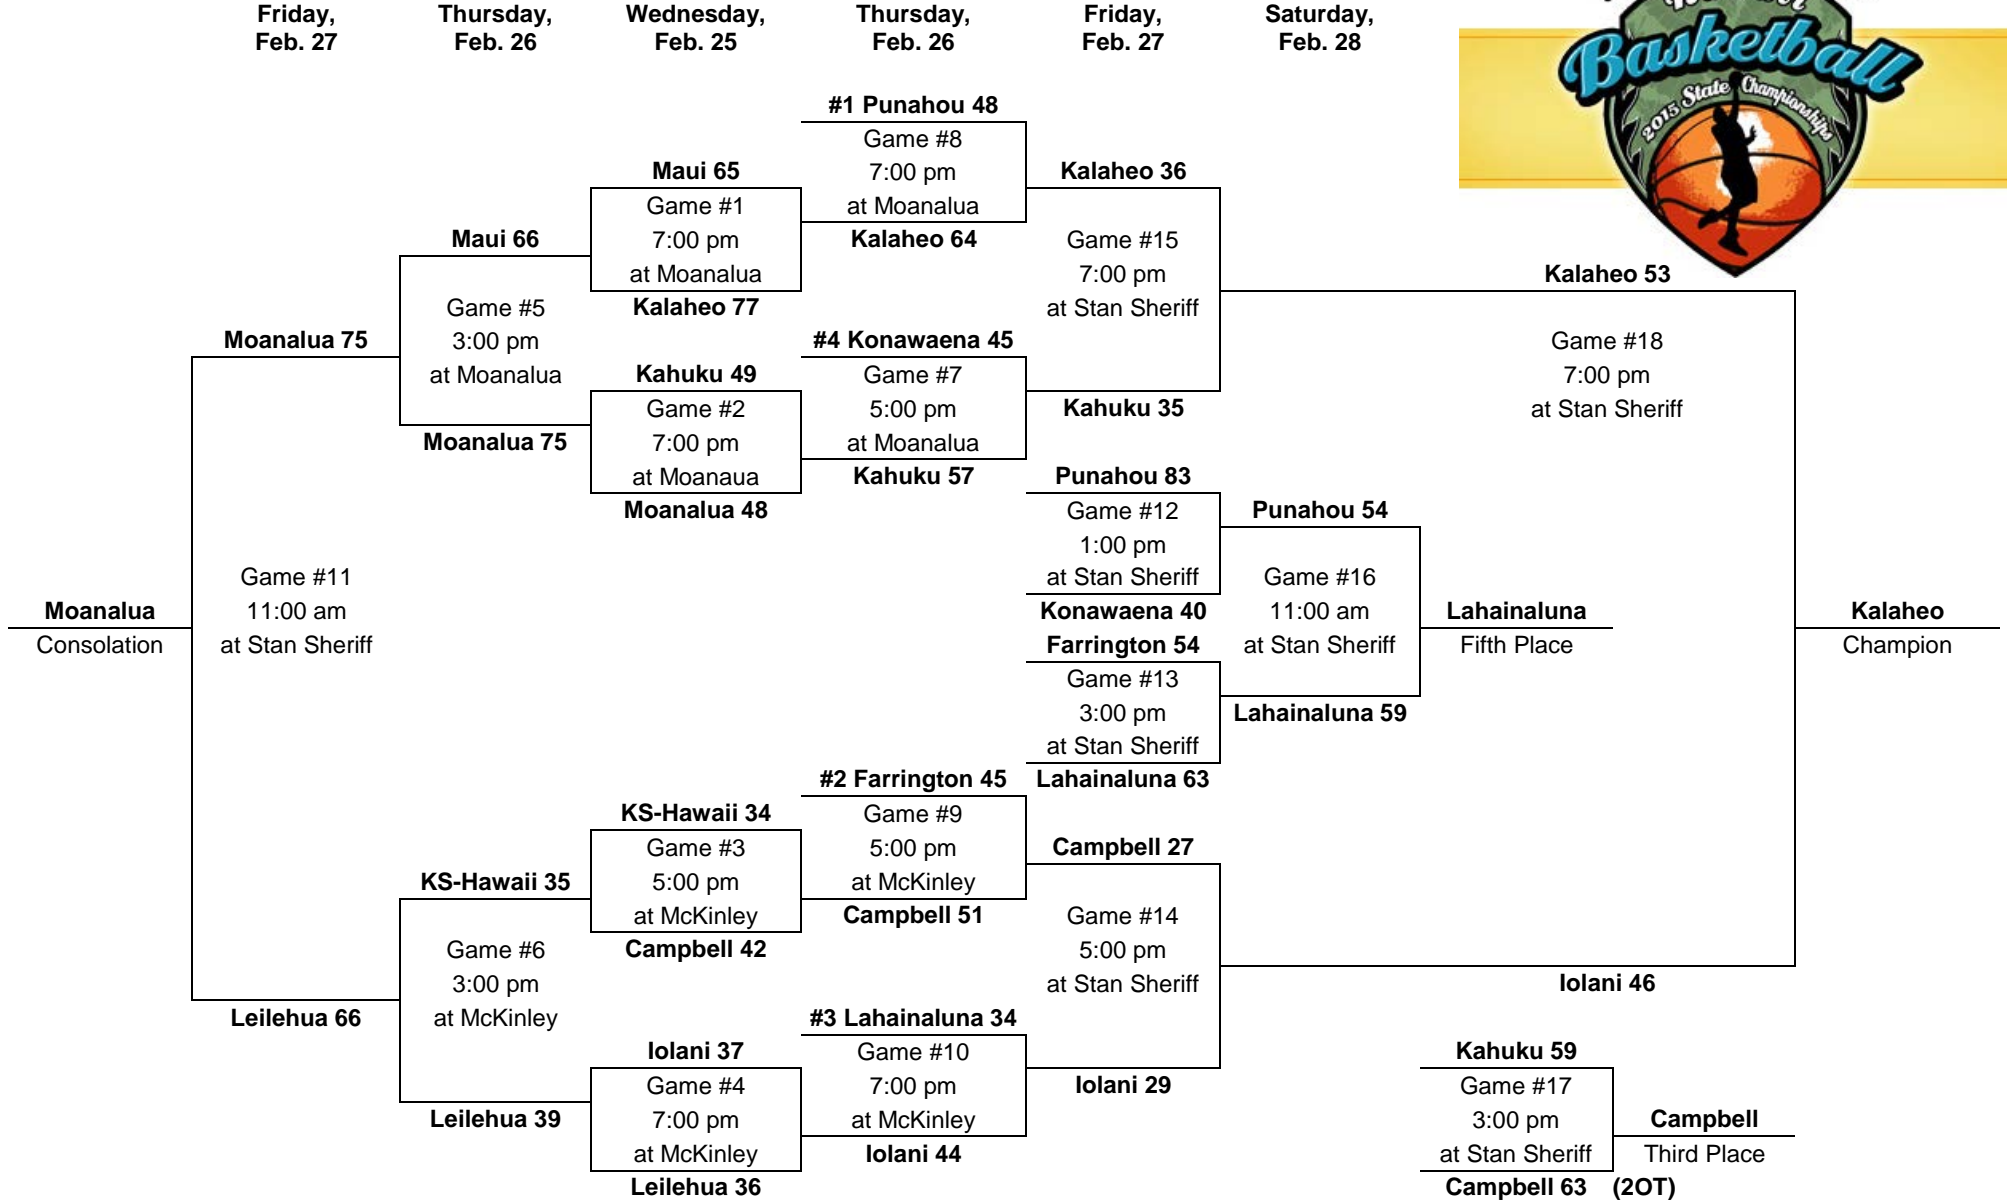 Friday,
Feb. 27
Thursday,
Feb. 26
Wednesday,
Feb. 25
Thursday,
Feb. 26
Friday,
Feb. 27
Saturday,
Feb. 28
Basketball
2015 State Championships
Moanalua
Consolation
Moanalua 75
Game #11
11:00 am
at Stan Sheriff
Leilehua 66
Maui 66
Game #5
3:00 pm
at Moanalua
Moanalua 75
KS-Hawaii 35
Game #6
3:00 pm
at McKinley
Leilehua 39
Maui 65
Game #1
7:00 pm
at Moanalua
Kalaheo 77
Kahuku 49
Game #2
7:00 pm
at Moanaua
Moanalua 48
KS-Hawaii 34
Game #3
5:00 pm
at McKinley
Campbell 42
Iolani 37
Game #4
7:00 pm
at McKinley
Leilehua 36
#1 Punahou 48
Game #8
7:00 pm
at Moanalua
Kalaheo 64
#4 Konawaena 45
Game #7
5:00 pm
at Moanalua
Kahuku 57
#2 Farrington 45
Game #9
5:00 pm
at McKinley
Campbell 51
#3 Lahainaluna 34
Game #10
7:00 pm
at McKinley
Iolani 44
Kalaheo 36
Game #15
7:00 pm
at Stan Sheriff
Kahuku 35
Punahou 83
Game #12
1:00 pm
at Stan Sheriff
Konawaena 40
Farrington 54
Game #13
3:00 pm
at Stan Sheriff
Lahainaluna 63
Campbell 27
Game #14
5:00 pm
at Stan Sheriff
Iolani 29
Punahou 54
Game #16
11:00 am
at Stan Sheriff
Lahainaluna 59
Lahainaluna
Fifth Place
Kalaheo 53
Game #18
7:00 pm
at Stan Sheriff
Iolani 46
Kalaheo
Champion
Kahuku 59
Game #17
3:00 pm
at Stan Sheriff
Campbell 63 (2OT)
Campbell
Third Place